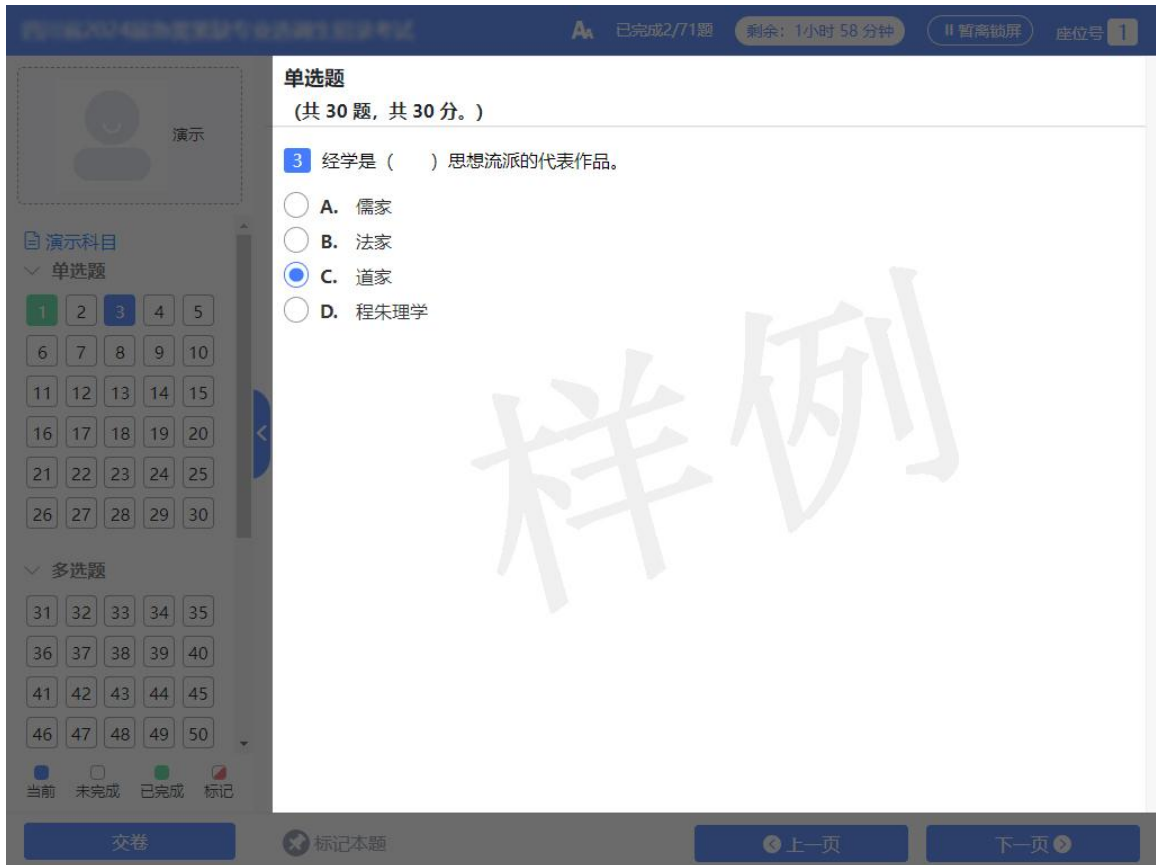 AA 已完成2/71题 剩余：1小时 58 分钟 暂离锁屏 座位号 1
演示
演示科目
单选题
1 2 3 4 5
6 7 8 9 10
11 12 13 14 15
16 17 18 19 20
21 22 23 24 25
26 27 28 29 30
多选题
31 32 33 34 35
36 37 38 39 40
41 42 43 44 45
46 47 48 49 50
当前 未完成 已完成 标记
交卷
单选题
(共 30 题，共 30 分。)
3 经学是（　　）思想流派的代表作品。
A. 儒家
B. 法家
C. 道家
D. 程朱理学
样例
标记本题 上一页 下一页